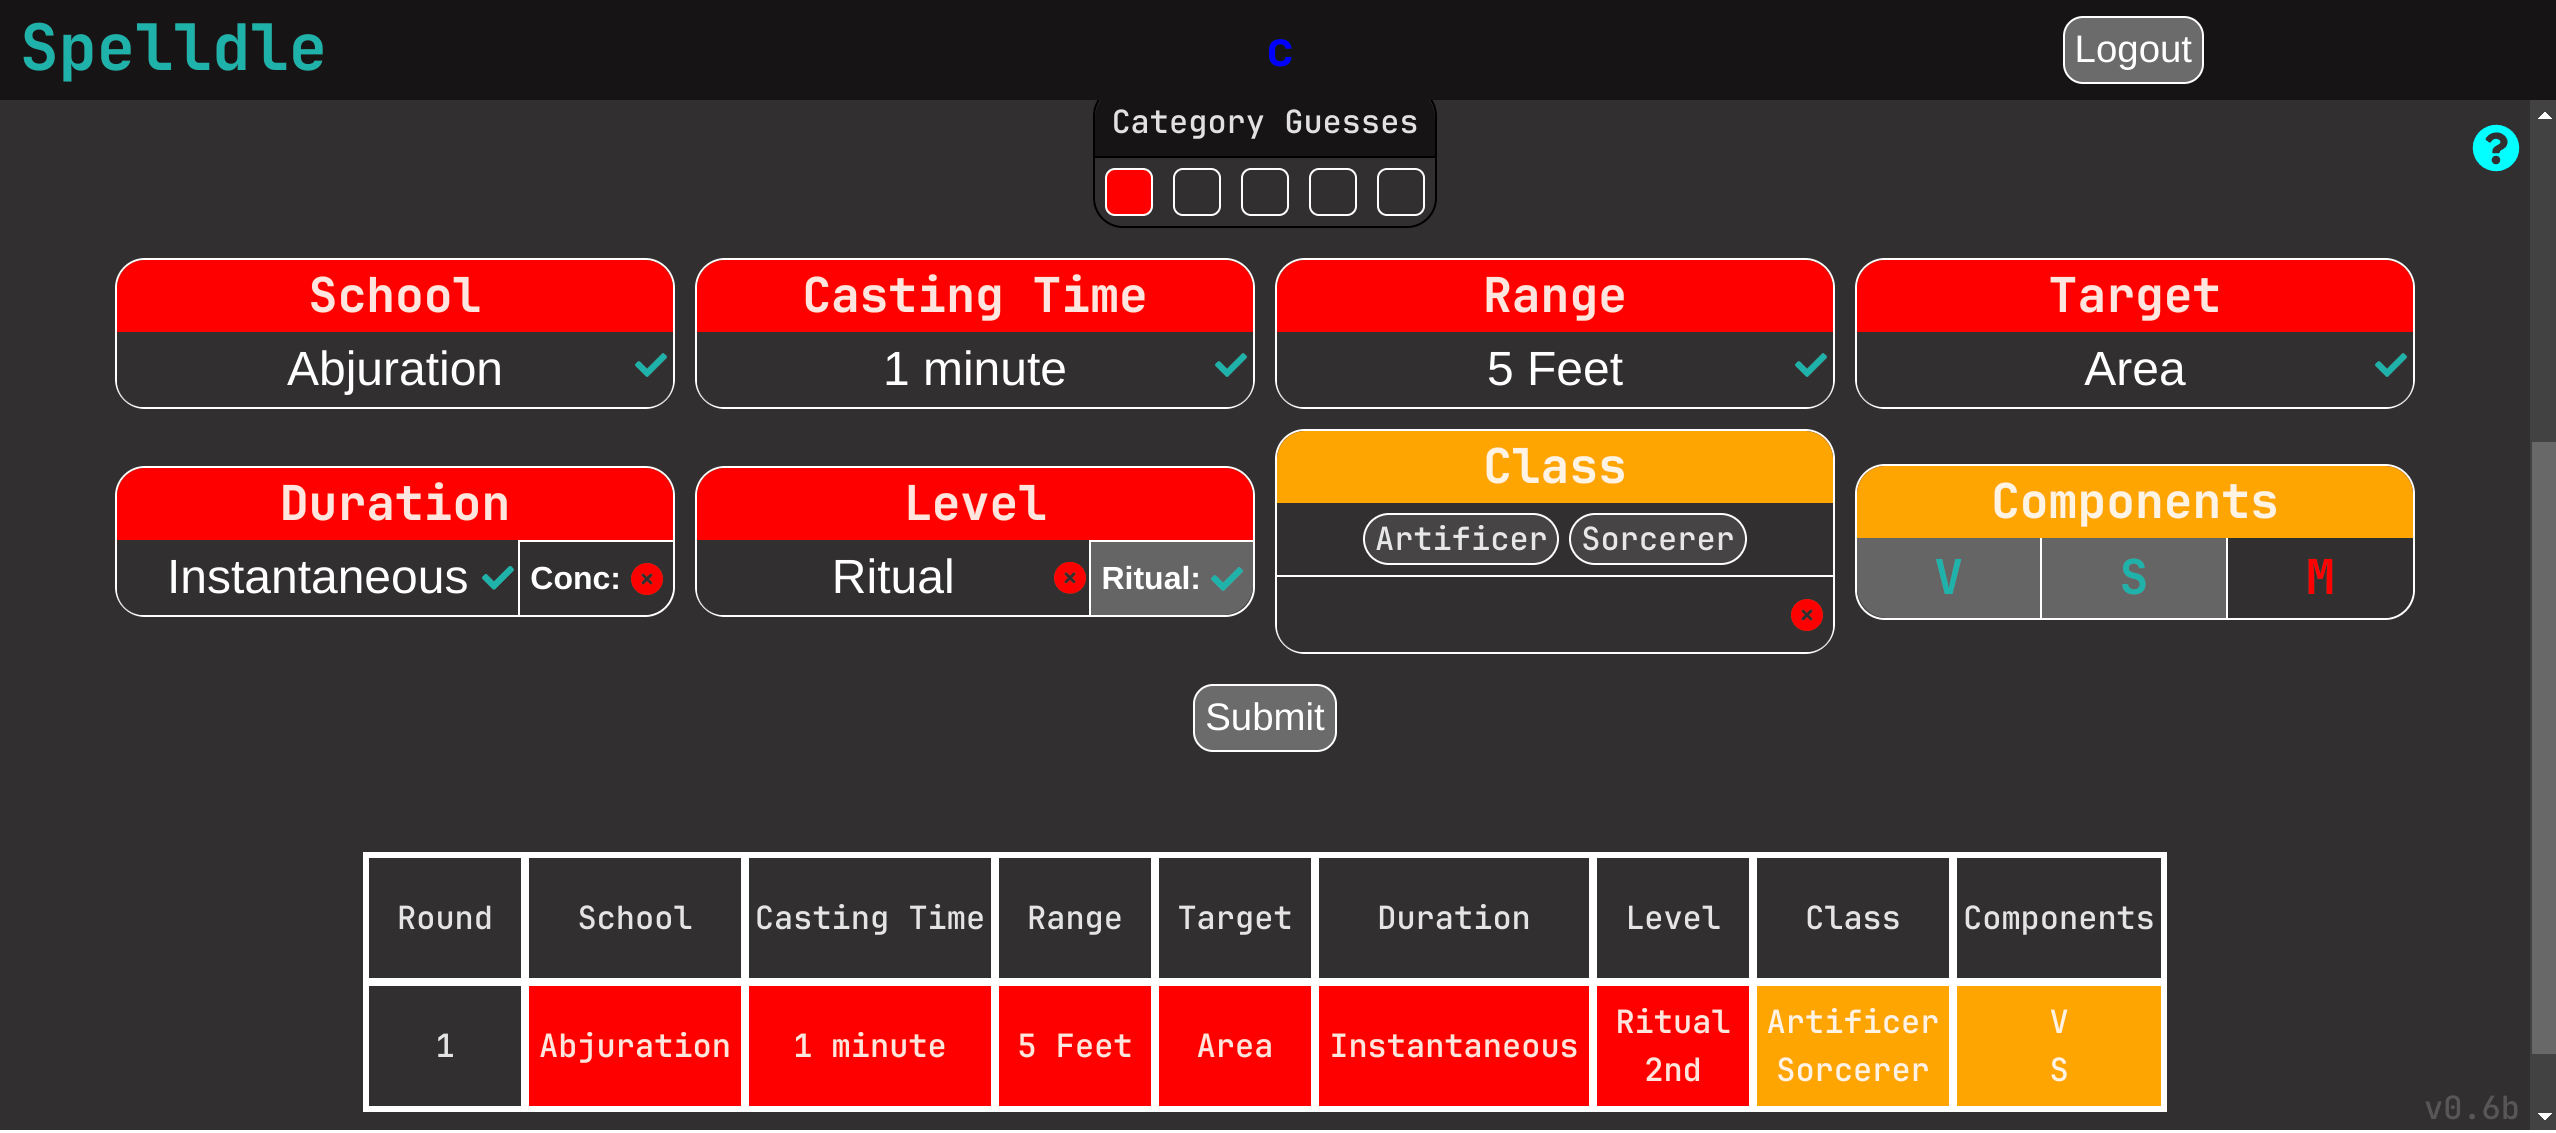 Spelldle
c
Logout
Category Guesses
School
Casting Time
Range
Target
Abjuration
1 minute
5 Feet
Area
Duration
Level
Class
Components
Instantaneous
Conc:
Ritual
Ritual:
Artificer
Sorcerer
V
S
M
Submit
Round
School
Casting Time
Range
Target
Duration
Level
Class
Components
1
Abjuration
1 minute
5 Feet
Area
Instantaneous
Ritual
2nd
Artificer
Sorcerer
V
S
v0.6b